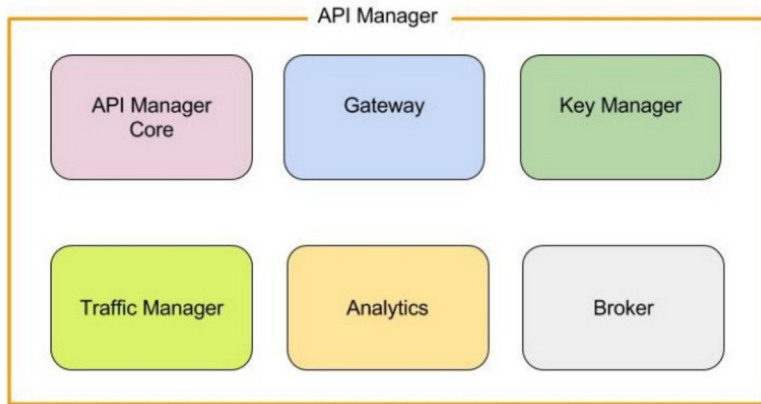 API Manager
API Manager
Core
Gateway
Key Manager
Traffic Manager
Analytics
Broker